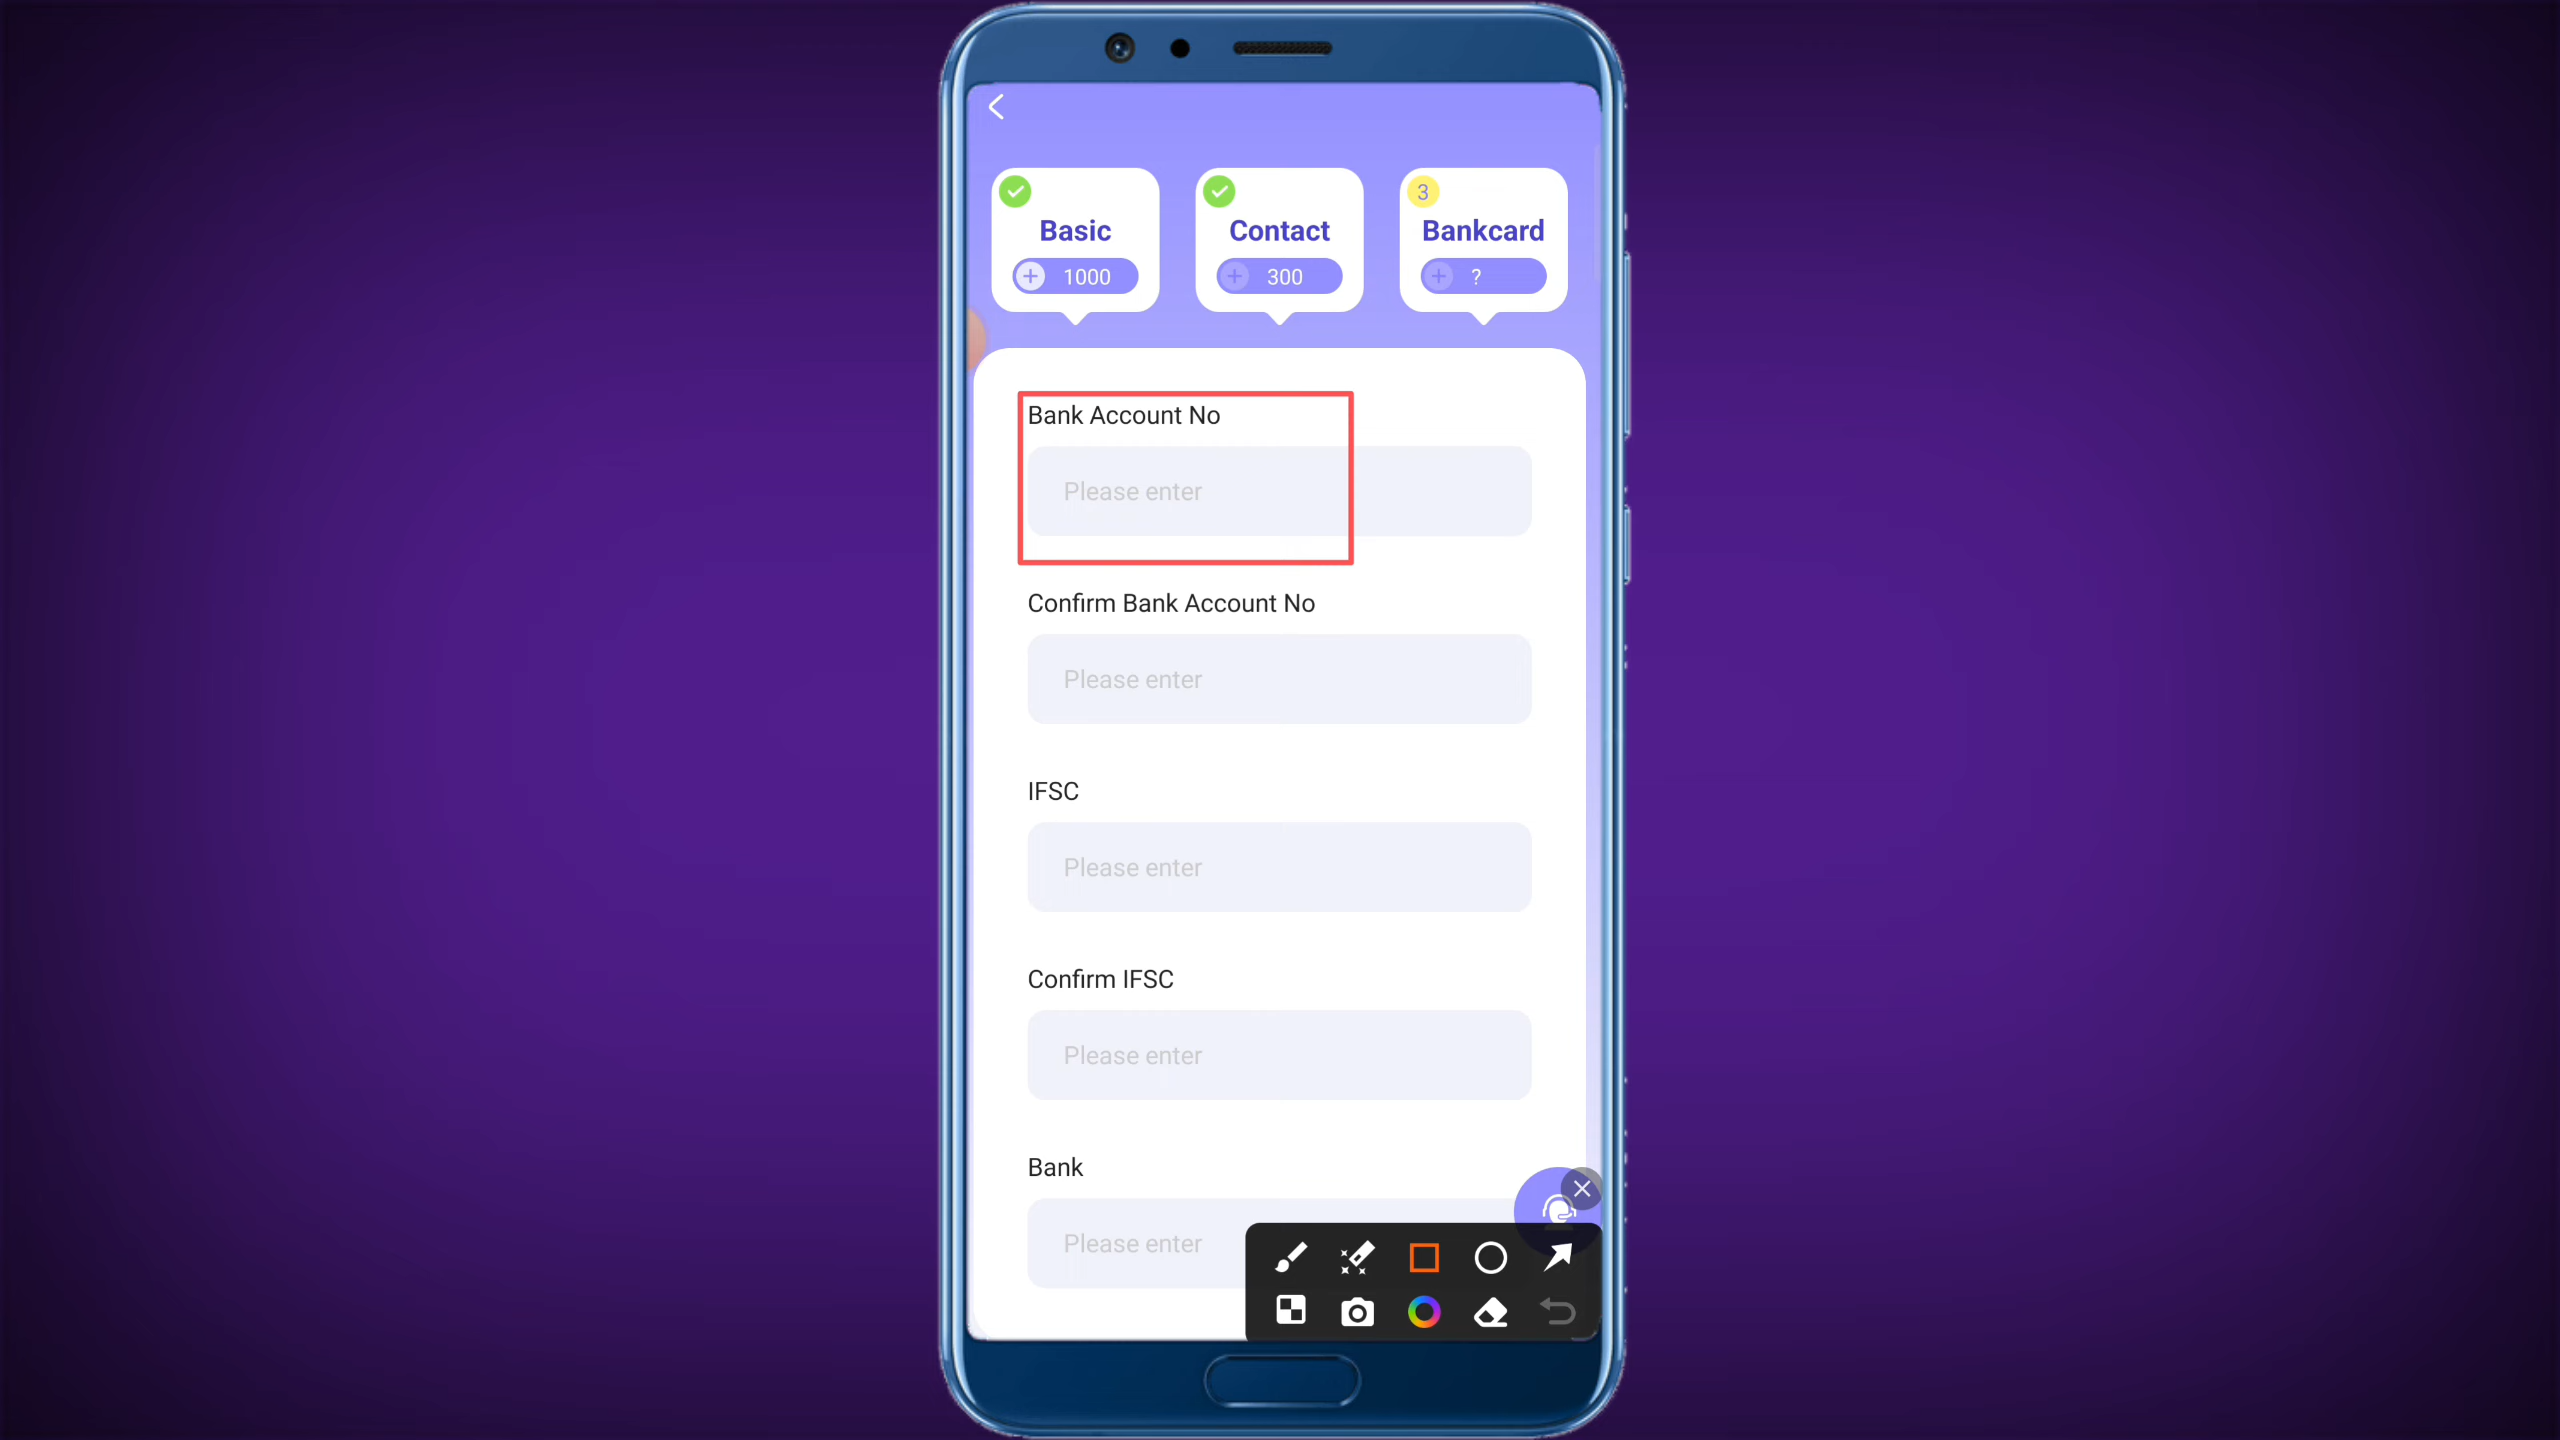 Basic
1000
Contact
300
3
Bankcard
?
Bank Account No
Please enter
Confirm Bank Account No
Please enter
IFSC
Please enter
Confirm IFSC
Please enter
Bank
Please enter